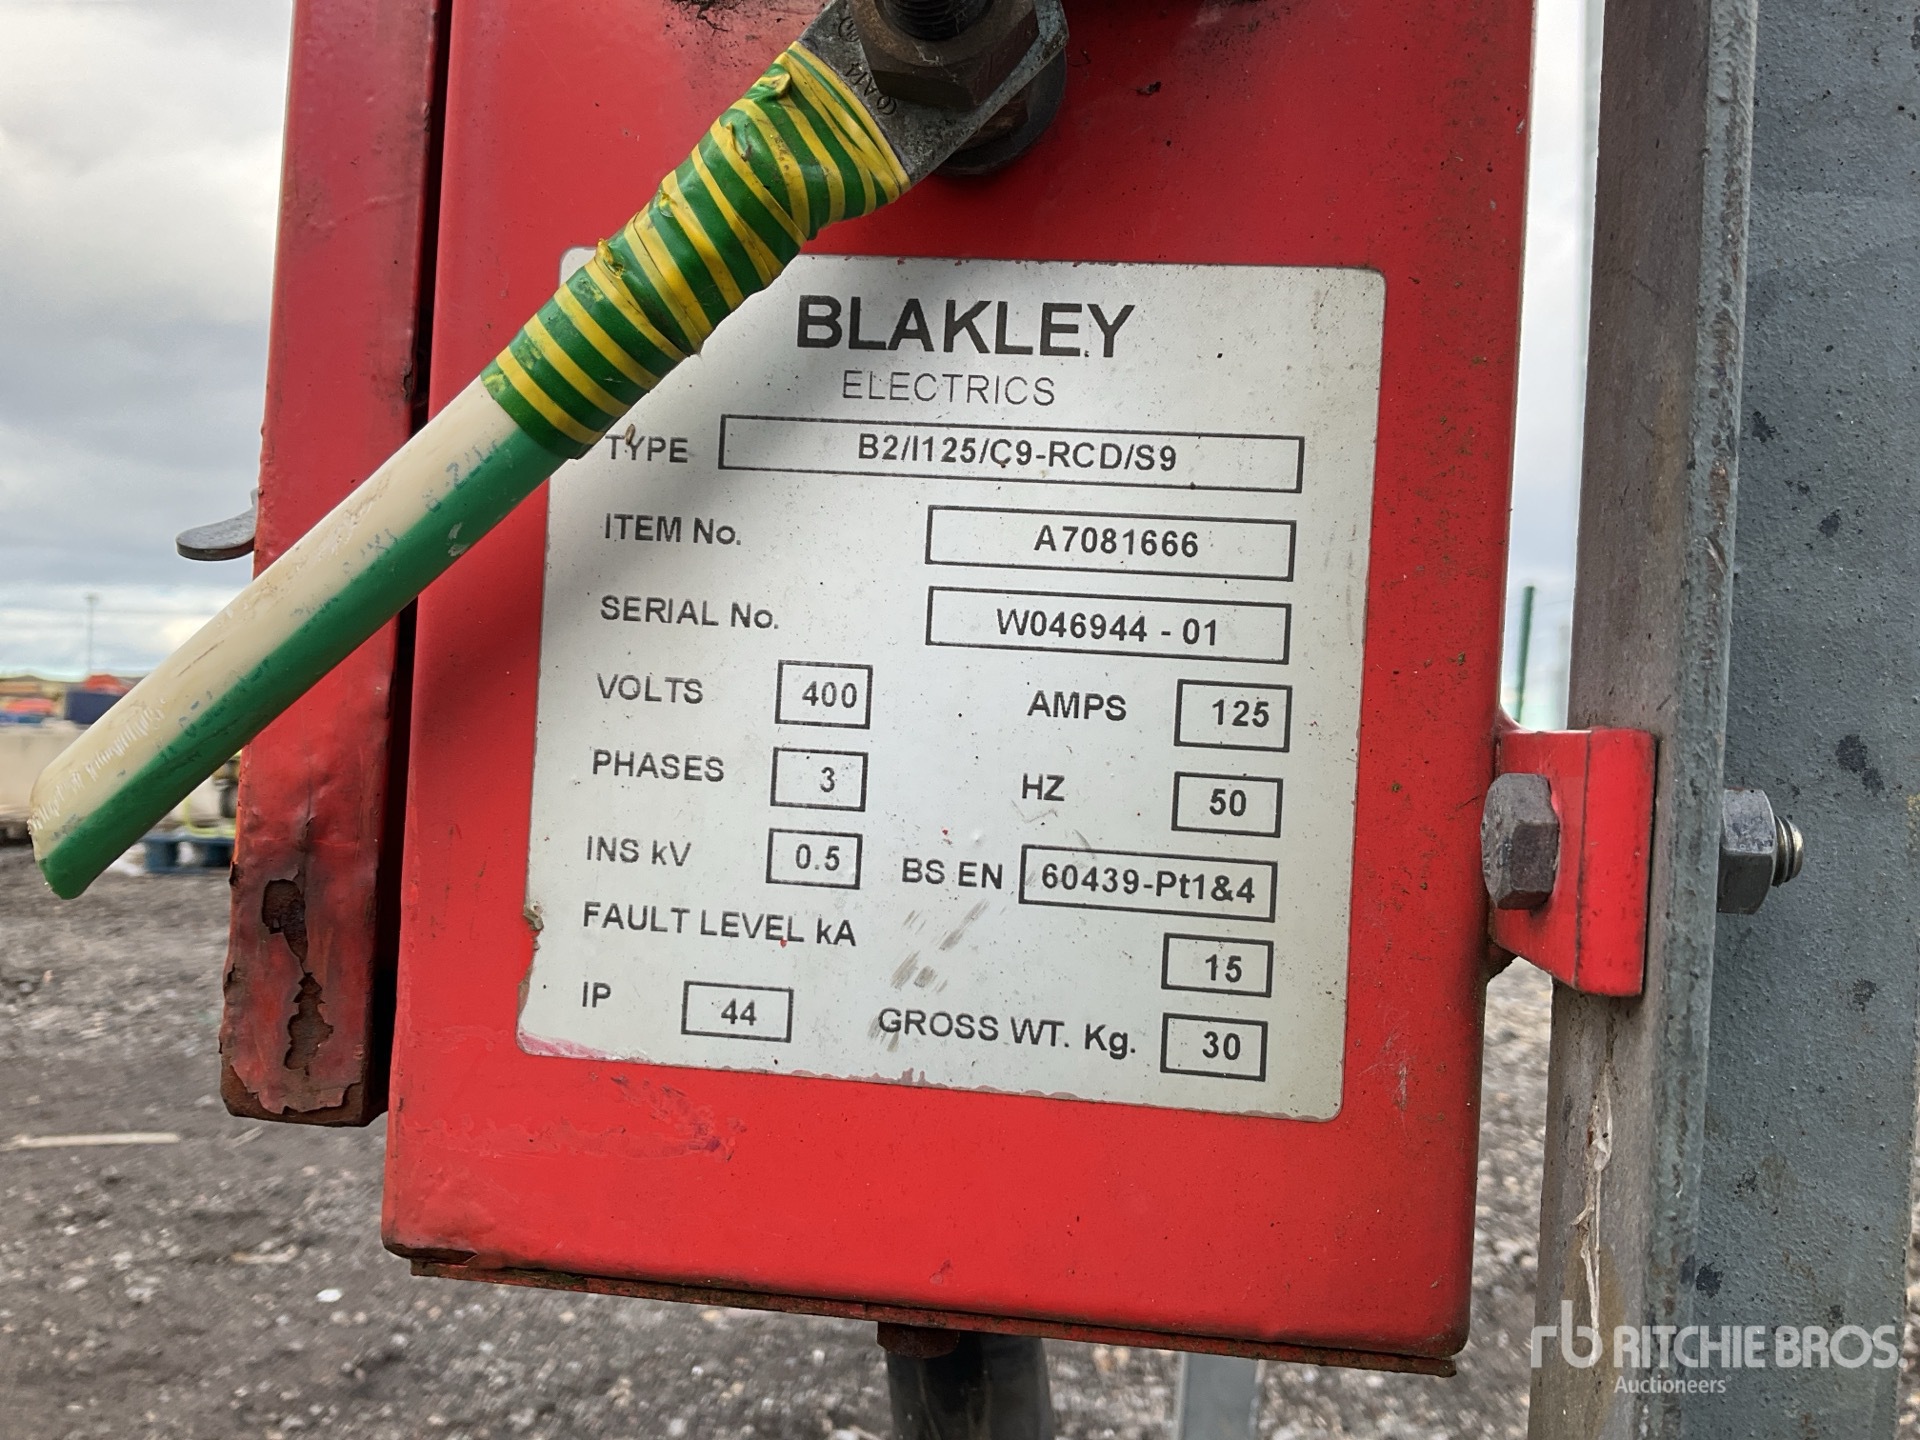 BLAKLEY
ELECTRICS
TYPE B2/I125/C9-RCD/S9
ITEM No. A7081666
SERIAL No. W046944 - 01
VOLTS 400 AMPS 125
PHASES 3 HZ 50
INS kV 0.5 BS EN 60439-Pt1&4
FAULT LEVEL kA 15
IP 44 GROSS WT. Kg. 30
rb RITCHIE BROS.
Auctioneers